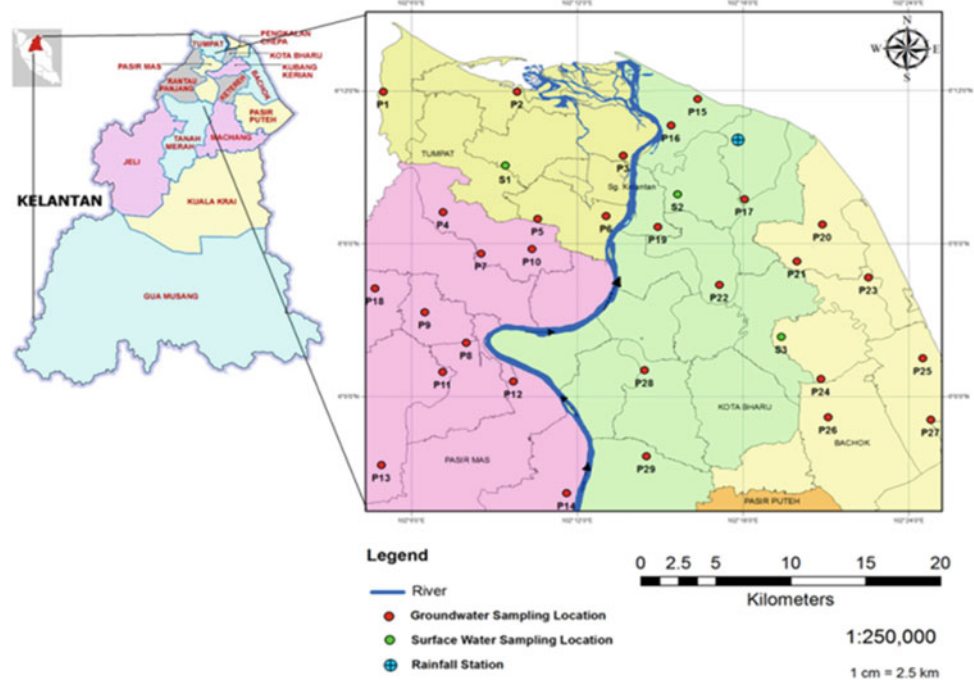 TUMPAT
PENGKALAN
CHEPA
KOTA BHARU
PASIR MAS
KUBANG
KERIAN
RANTAU
PANJANG
KETEREH
BACHOK
PASIR
PUTEH
TANAH
MERAH
MACHANG
JELI
KELANTAN
KUALA KRAI
GUA MUSANG
N
W
E
S
P1
P2
P15
P16
TUMPAT
P3
S1
Sg. Kelantan
S2
P17
P4
P5
P6
P19
P20
P7
P10
P21
P23
P18
P22
P9
P8
S3
P11
P12
P28
P24
P25
KOTA BHARU
P26
P27
BACHOK
PASIR MAS
P29
P13
P14
PASIR PUTEH
Legend
River
Groundwater Sampling Location
Surface Water Sampling Location
Rainfall Station
0 2.5 5 10 15 20
Kilometers
1:250,000
1 cm = 2.5 km